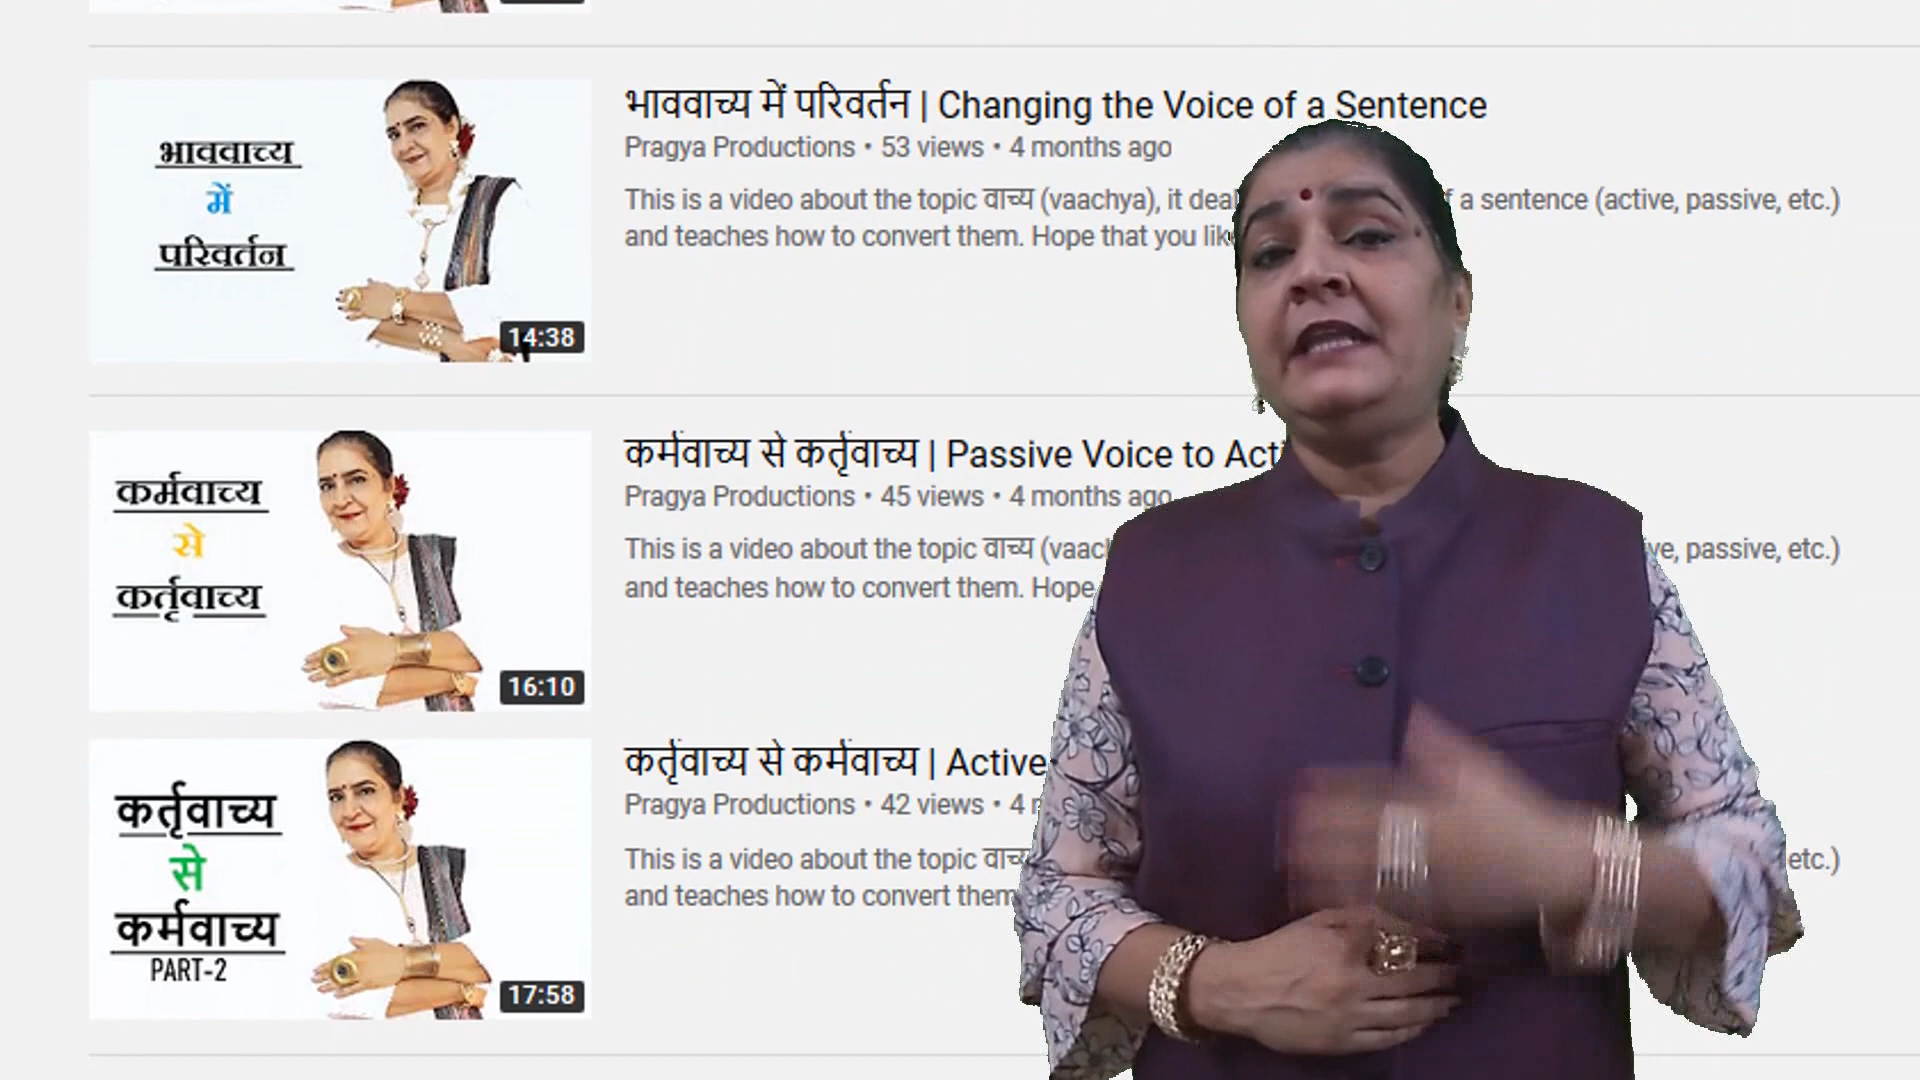 भाववाच्य में परिवर्तन | Changing the Voice of a Sentence
Pragya Productions • 53 views • 4 months ago
This is a video about the topic वाच्य (vaachya), it deal f a sentence (active, passive, etc.)
and teaches how to convert them. Hope that you lik
भाववाच्य
में
परिवर्तन
14:38
कर्मवाच्य से कर्तृवाच्य | Passive Voice to Acti
Pragya Productions • 45 views • 4 months ago
This is a video about the topic वाच्य (vaac ve, passive, etc.)
and teaches how to convert them. Hope
कर्मवाच्य
से
कर्तृवाच्य
16:10
कर्तृवाच्य से कर्मवाच्य | Active
Pragya Productions • 42 views • 4
This is a video about the topic etc.)
and teaches how to convert them
कर्तृवाच्य
से
कर्मवाच्य
PART-2
17:58